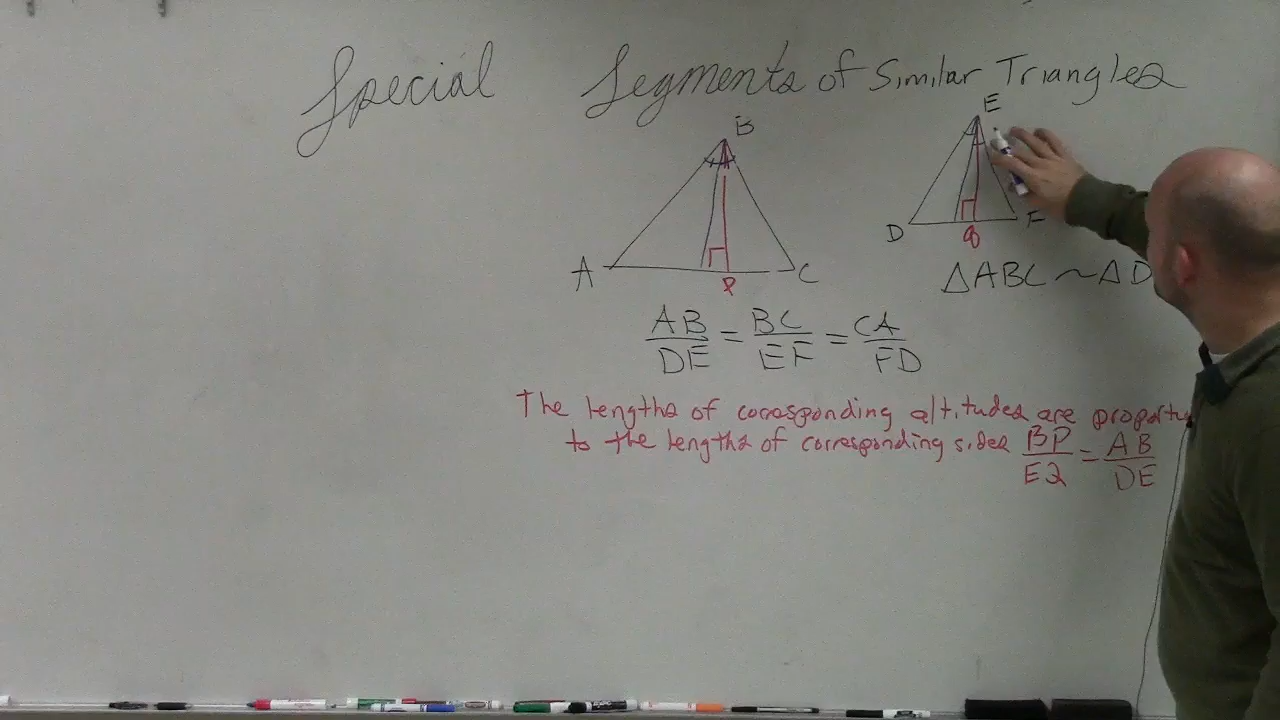 Special Segments of Similar Triangles
B E
A P C D Q F
△ABC ~ △D
AB/DE = BC/EF = CA/FD
The lengths of corresponding altitudes are
to the lengths of corresponding sides BP/EQ = AB/DE